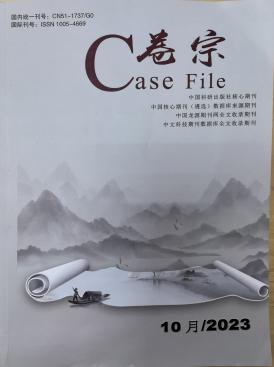 国内统一刊号：CN51-1737/G0
国际刊号：ISSN 1005-4669
卷宗
Case File
中国科研出版社核心期刊
中国核心期刊（遴选）数据库来源期刊
中国龙源期刊网全文收录期刊
中文科技期刊数据库全文收录期刊
10 月/2023